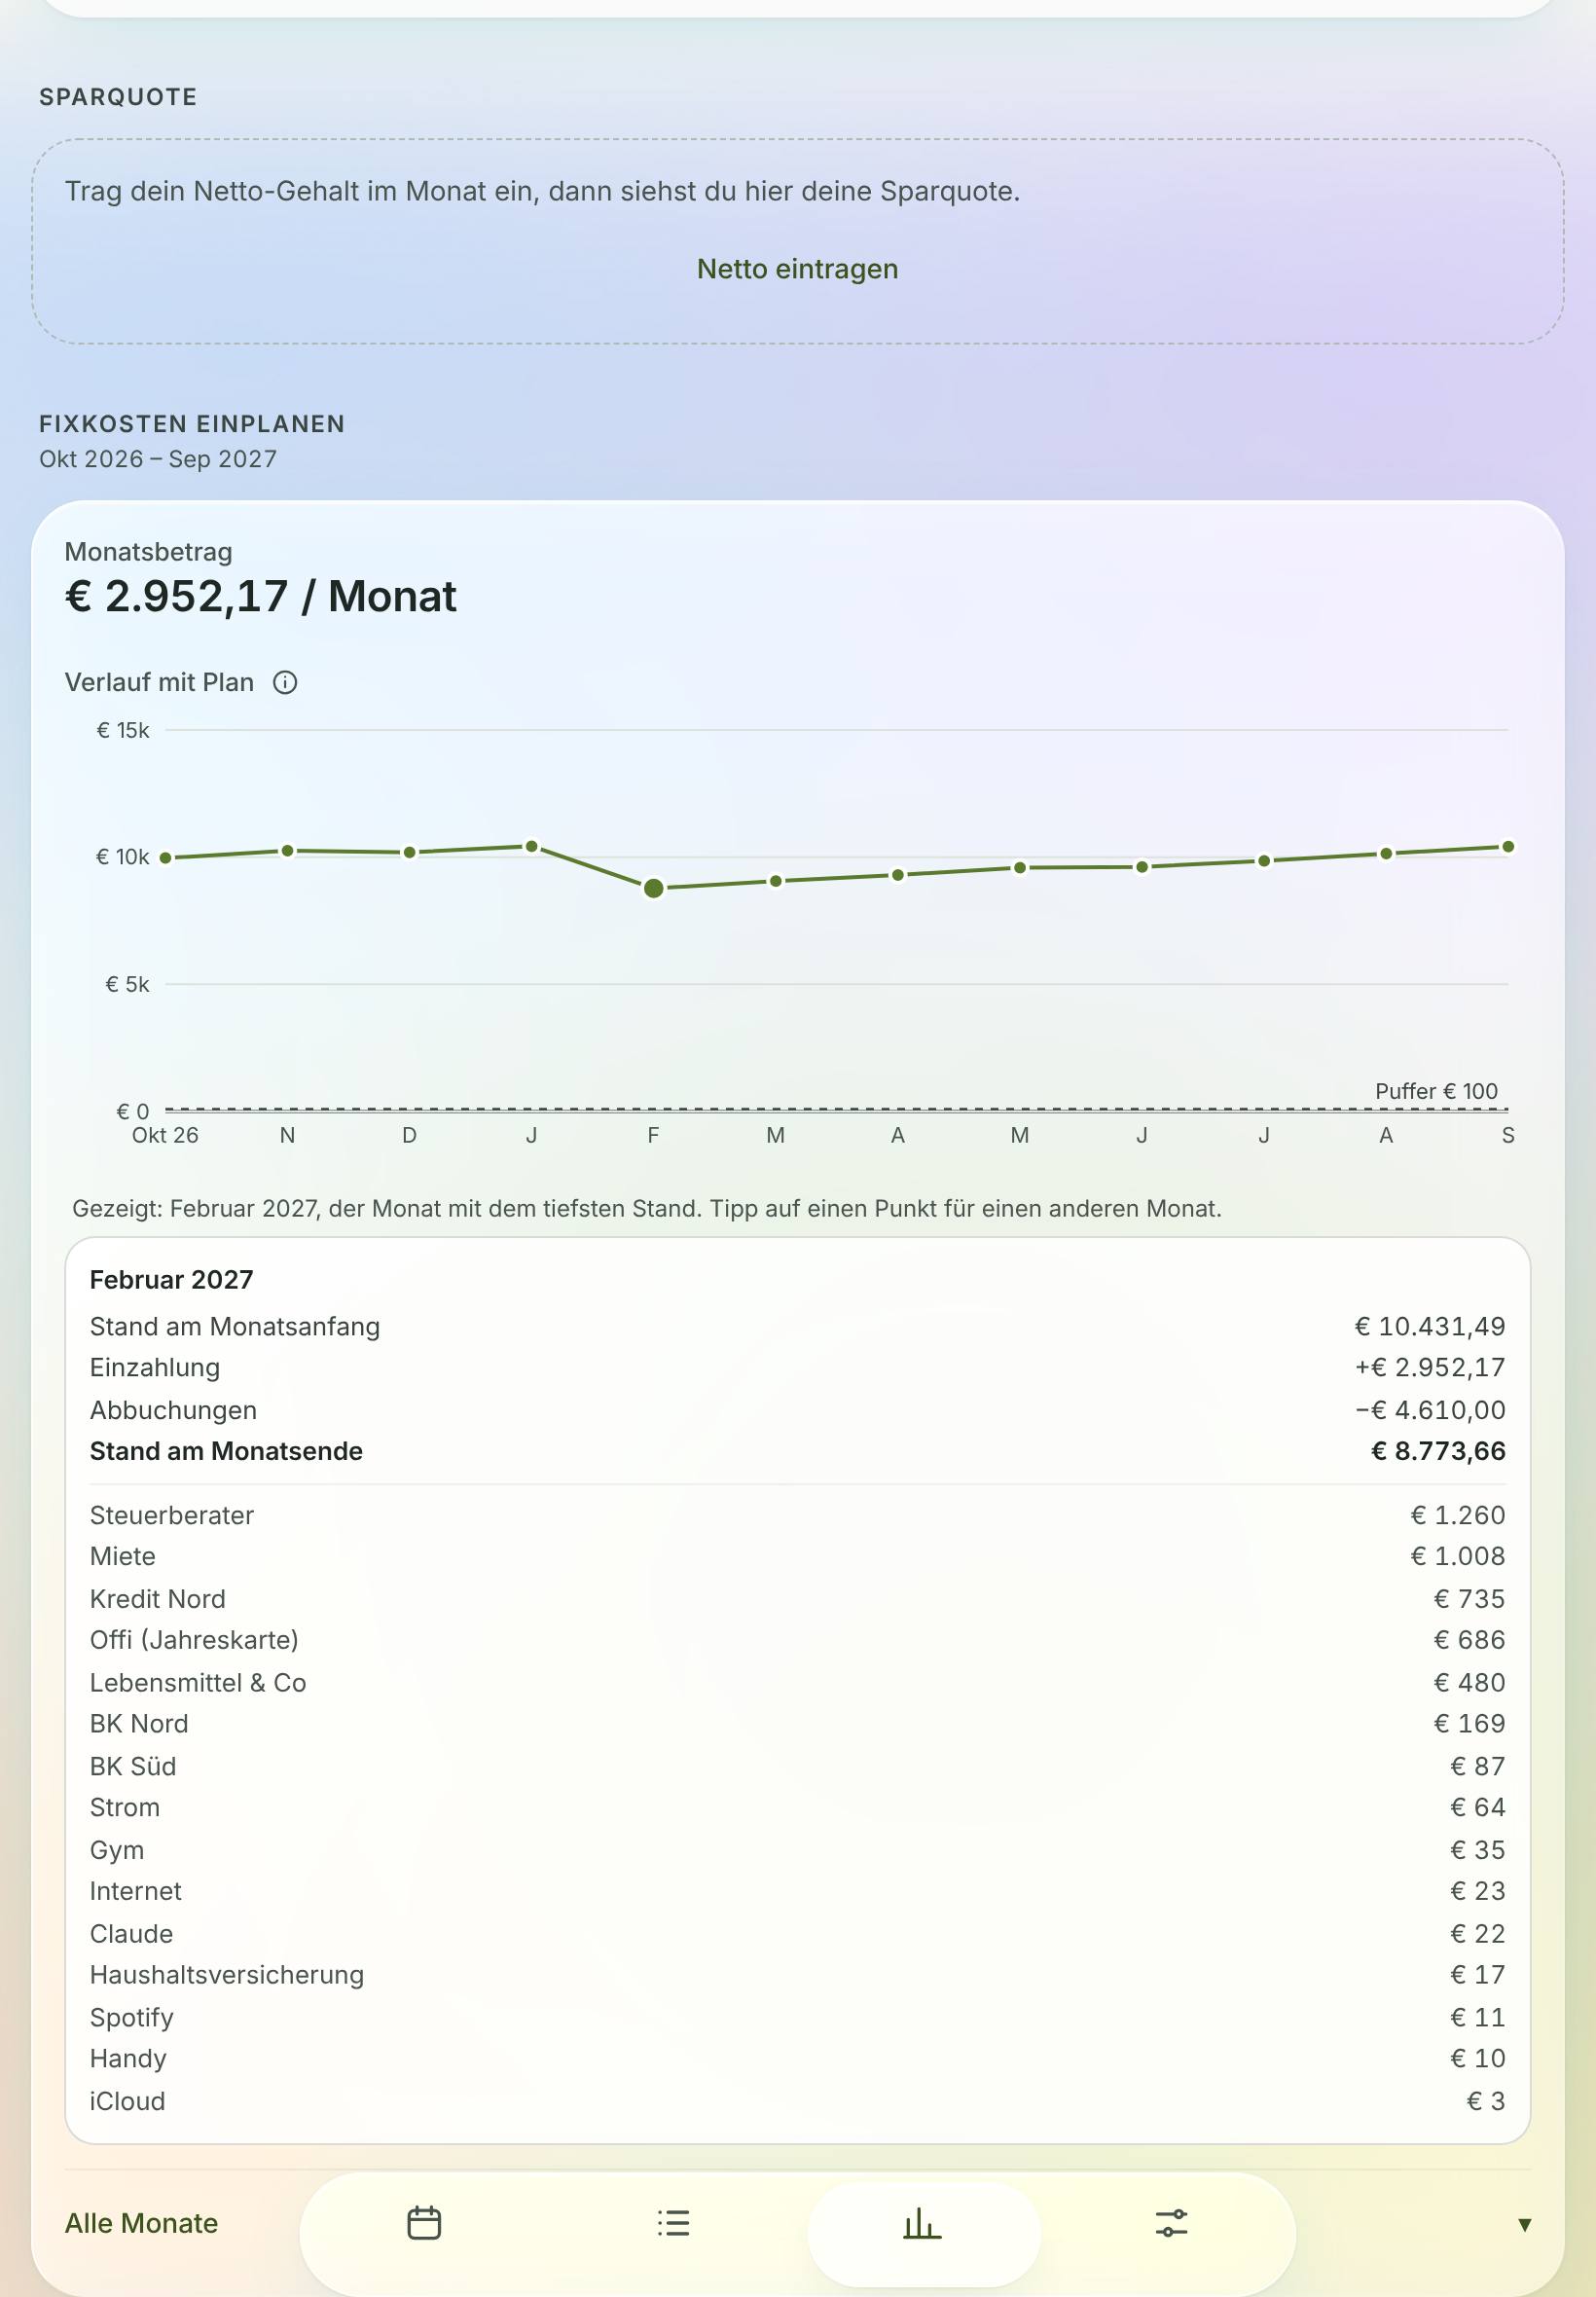 SPARQUOTE
Trag dein Netto-Gehalt im Monat ein, dann siehst du hier deine Sparquote.
Netto eintragen
FIXKOSTEN EINPLANEN
Okt 2026 – Sep 2027
Monatsbetrag
€ 2.952,17 / Monat
Verlauf mit Plan
€ 15k
€ 10k
€ 5k
Puffer € 100
€ 0
Okt 26 N D J F M A M J J A S
Gezeigt: Februar 2027, der Monat mit dem tiefsten Stand. Tipp auf einen Punkt für einen anderen Monat.
Februar 2027
Stand am Monatsanfang € 10.431,49
Einzahlung +€ 2.952,17
Abbuchungen −€ 4.610,00
Stand am Monatsende € 8.773,66
Steuerberater € 1.260
Miete € 1.008
Kredit Nord € 735
Offi (Jahreskarte) € 686
Lebensmittel & Co € 480
BK Nord € 169
BK Süd € 87
Strom € 64
Gym € 35
Internet € 23
Claude € 22
Haushaltsversicherung € 17
Spotify € 11
Handy € 10
iCloud € 3
Alle Monate